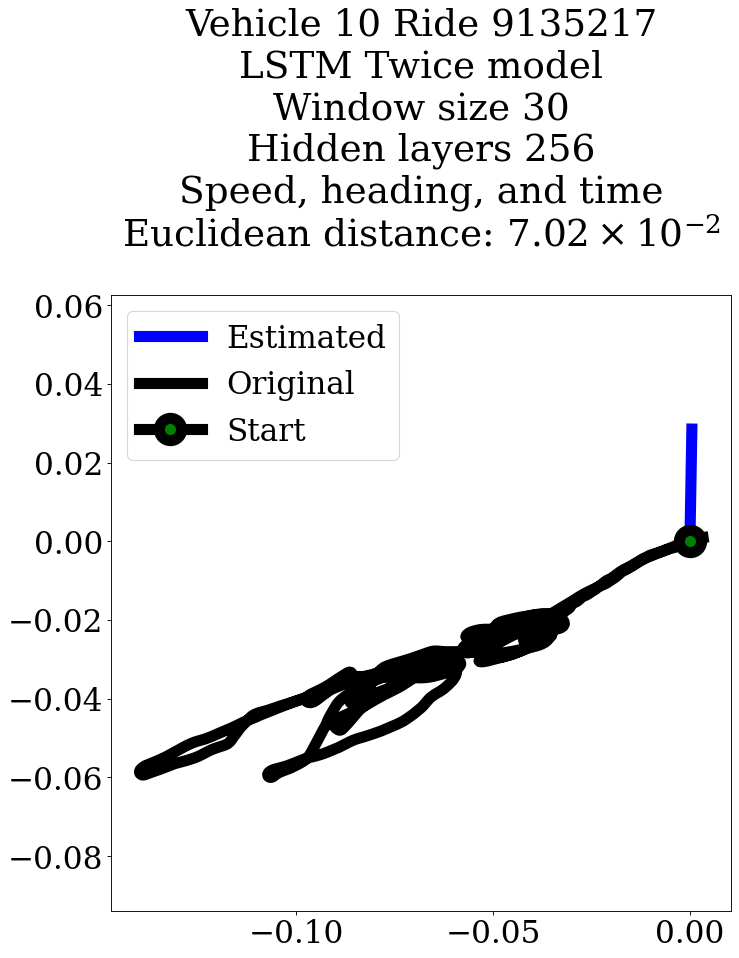 Vehicle 10 Ride 9135217
LSTM Twice model
Window size 30
Hidden layers 256
Speed, heading, and time
Euclidean distance: 7.02 × 10⁻²
0.06
0.04
0.02
0.00
−0.02
−0.04
−0.06
−0.08
Estimated
Original
Start
−0.10
−0.05
0.00